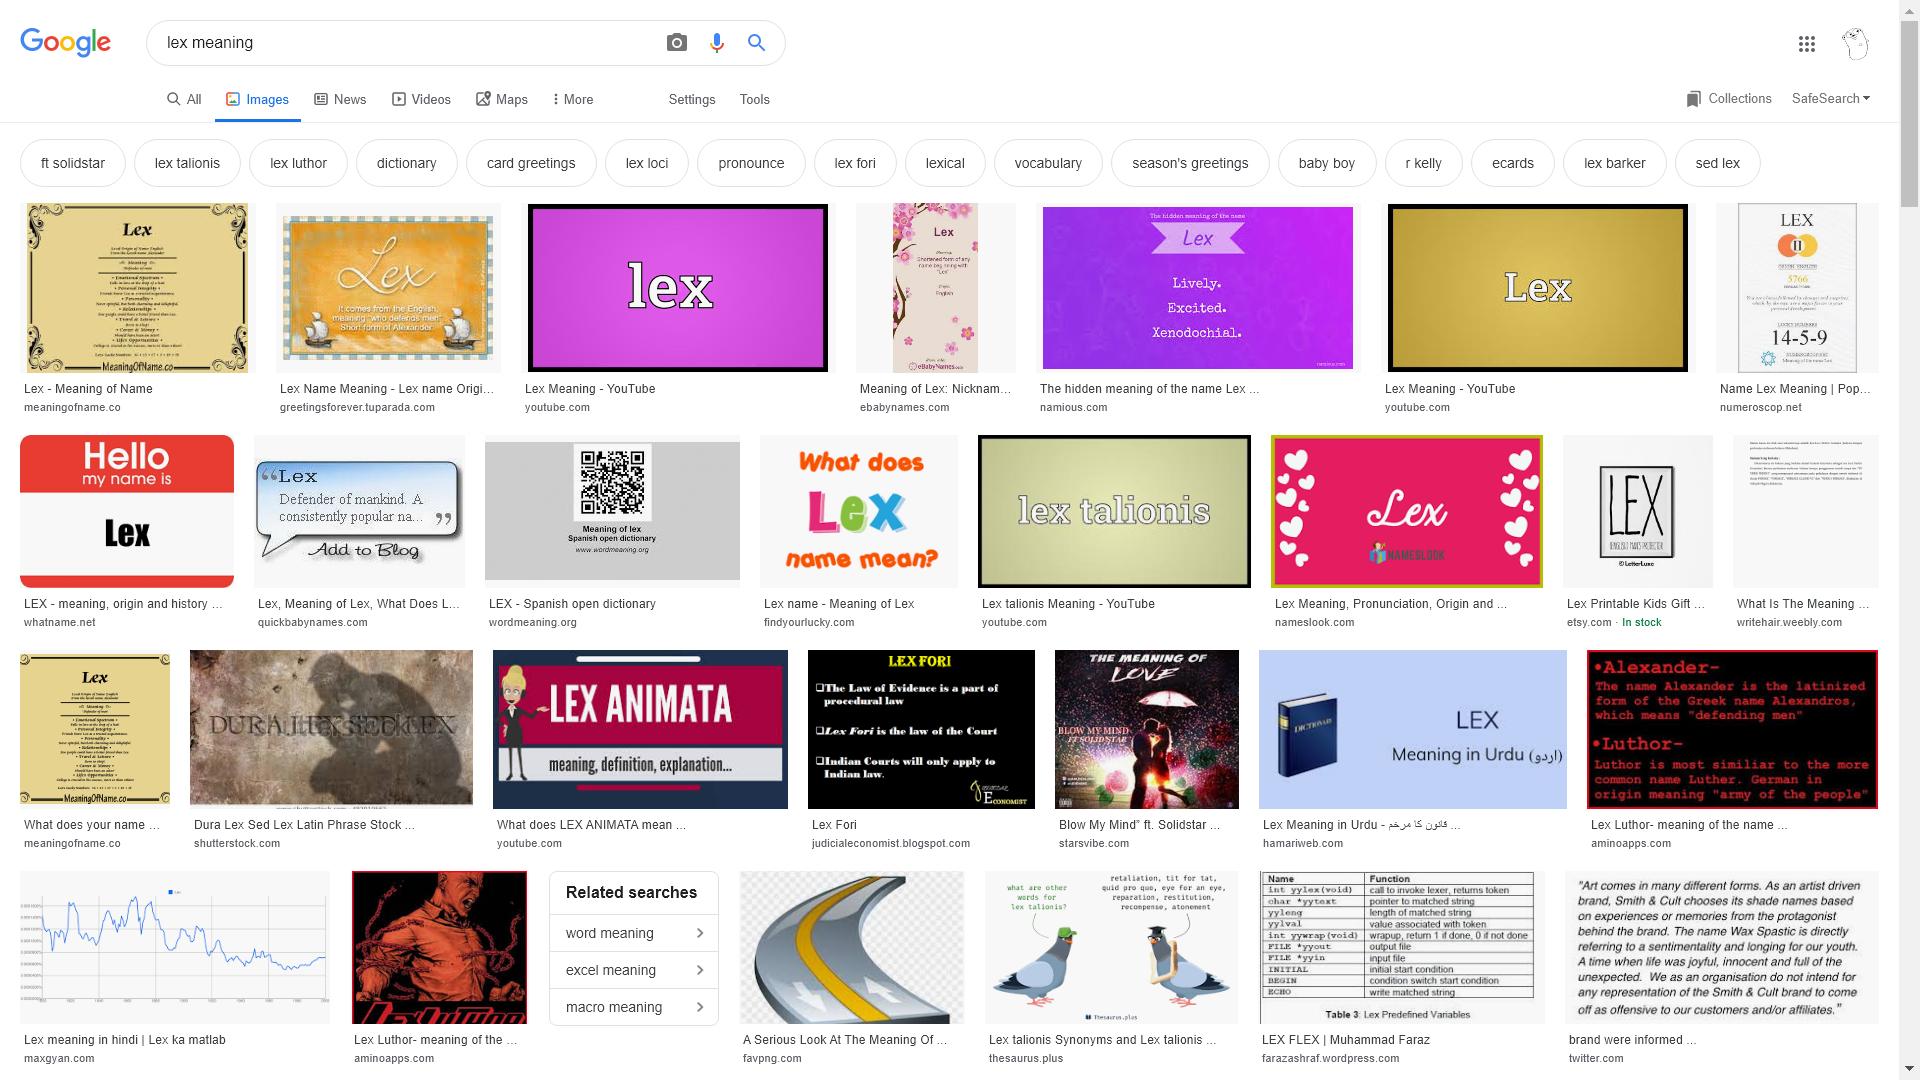 Google
lex meaning
All
Images
News
Videos
Maps
More
Settings
Tools
Collections
SafeSearch
ft solidstar
lex talionis
lex luthor
dictionary
card greetings
lex loci
pronounce
lex fori
lexical
vocabulary
season's greetings
baby boy
r kelly
ecards
lex barker
sed lex
Lex
MeaningOfName.co
Lex - Meaning of Name
meaningofname.co
Lex
It comes from the English,
meaning "who defends men".
Short form of Alexander.
Lex Name Meaning - Lex name Origi...
greetingsforever.tuparada.com
lex
Lex Meaning - YouTube
youtube.com
Lex
Shortened form of any
name beginning with
"Lex"
English
eBabyNames.com
Meaning of Lex: Nicknam...
ebabynames.com
The hidden meaning of the name
Lex
Lively.
Excited.
Xenodochial.
namious.com
The hidden meaning of the name Lex ...
namious.com
Lex
Lex Meaning - YouTube
youtube.com
LEX
5766
LUCKY NUMBERS
14-5-9
Name Lex Meaning | Pop...
numeroscop.net
Hello
my name is
Lex
LEX - meaning, origin and history ...
whatname.net
Lex
Defender of mankind. A
consistently popular na...
Add to Blog
Lex, Meaning of Lex, What Does L...
quickbabynames.com
Meaning of lex
Spanish open dictionary
www.wordmeaning.org
LEX - Spanish open dictionary
wordmeaning.org
What does
Lex
name mean?
Lex name - Meaning of Lex
findyourlucky.com
lex talionis
Lex talionis Meaning - YouTube
youtube.com
Lex
NAMESLOOK
Lex Meaning, Pronunciation, Origin and ...
nameslook.com
LEX
© LetterLuxe
Lex Printable Kids Gift ...
etsy.com · In stock
What Is The Meaning ...
writehair.weebly.com
Lex
MeaningOfName.co
What does your name ...
meaningofname.co
DURA LEX SED LEX
Dura Lex Sed Lex Latin Phrase Stock ...
shutterstock.com
LEX ANIMATA
meaning, definition, explanation...
What does LEX ANIMATA mean ...
youtube.com
LEX FORI
The Law of Evidence is a part of
procedural law
Lex Fori is the law of the Court
Indian Courts will only apply to
Indian law.
Lex Fori
judicialeconomist.blogspot.com
THE MEANING OF
LOVE
BLOW MY MIND
FT SOLIDSTAR
Blow My Mind” ft. Solidstar ...
starsvibe.com
DICTIONARY
LEX
Meaning in Urdu (اردو)
Lex Meaning in Urdu - قانون کا مرخم ...
hamariweb.com
•Alexander-
The name Alexander is the latinized
form of the Greek name Alexandros,
which means "defending men"
•Luthor-
Luthor is most similiar to the more
common name Luther. German in
origin meaning "army of the people"
Lex Luthor- meaning of the name ...
aminoapps.com
Lex meaning in hindi | Lex ka matlab
maxgyan.com
Lex Luthor- meaning of the ...
aminoapps.com
Related searches
word meaning
excel meaning
macro meaning
A Serious Look At The Meaning Of ...
favpng.com
what are other
words for
lex talionis?
retaliation, tit for tat,
quid pro quo, eye for an eye,
reparation, restitution,
recompense, atonement
Thesaurus.plus
Lex talionis Synonyms and Lex talionis ...
thesaurus.plus
Name Function
int yylex(void) call to invoke lexer, returns token
char *yytext pointer to matched string
yyleng length of matched string
yylval value associated with token
int yywrap(void) wrapup, return 1 if done, 0 if not done
FILE *yyout output file
FILE *yyin input file
INITIAL initial start condition
BEGIN condition switch start condition
ECHO write matched string
Table 3: Lex Predefined Variables
LEX FLEX | Muhammad Faraz
farazashraf.wordpress.com
"Art comes in many different forms. As an artist driven
brand, Smith & Cult chooses its shade names based
on experiences or memories from the protagonist
behind the brand. The name Wax Spastic is directly
referring to a sentimentality and longing for our youth.
A time when life was joyful, innocent and full of the
unexpected. We as an organisation do not intend for
any representation of the Smith & Cult brand to come
off as offensive to our customers and/or affiliates."
brand were informed ...
twitter.com